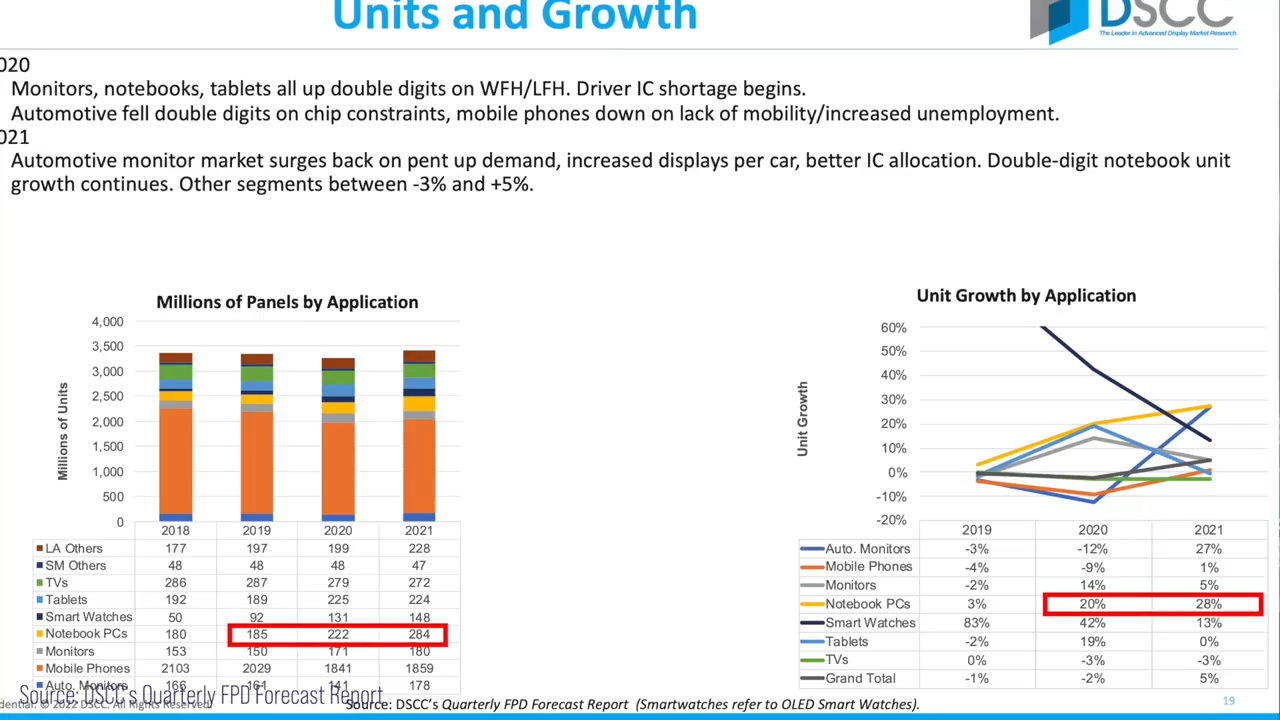 Units and Growth
DSCC
The Leader in Advanced Display Market Research
020
Monitors, notebooks, tablets all up double digits on WFH/LFH. Driver IC shortage begins.
Automotive fell double digits on chip constraints, mobile phones down on lack of mobility/increased unemployment.
021
Automotive monitor market surges back on pent up demand, increased displays per car, better IC allocation. Double-digit notebook unit
growth continues. Other segments between -3% and +5%.
Millions of Panels by Application
Millions of Units
4,000
3,500
3,000
2,500
2,000
1,500
1,000
500
0
2018 2019 2020 2021
LA Others 177 197 199 228
SM Others 48 48 48 47
TVs 286 287 279 272
Tablets 192 189 225 224
Smart Watches 50 92 131 148
Notebook PCs 180 185 222 284
Monitors 153 150 171 180
Mobile Phones 2103 2029 1841 1859
Auto. Monitors 166 161 141 178
Unit Growth by Application
Unit Growth
60%
50%
40%
30%
20%
10%
0%
-10%
-20%
2019 2020 2021
Auto. Monitors -3% -12% 27%
Mobile Phones -4% -9% 1%
Monitors -2% 14% 5%
Notebook PCs 3% 20% 28%
Smart Watches 83% 42% 13%
Tablets -2% 19% 0%
TVs 0% -3% -3%
Grand Total -1% -2% 5%
Source: DSCC's Quarterly FPD Forecast Report
dential. © 2022 DSCC. All Rights Reserved.
Source: DSCC's Quarterly FPD Forecast Report (Smartwatches refer to OLED Smart Watches).
19